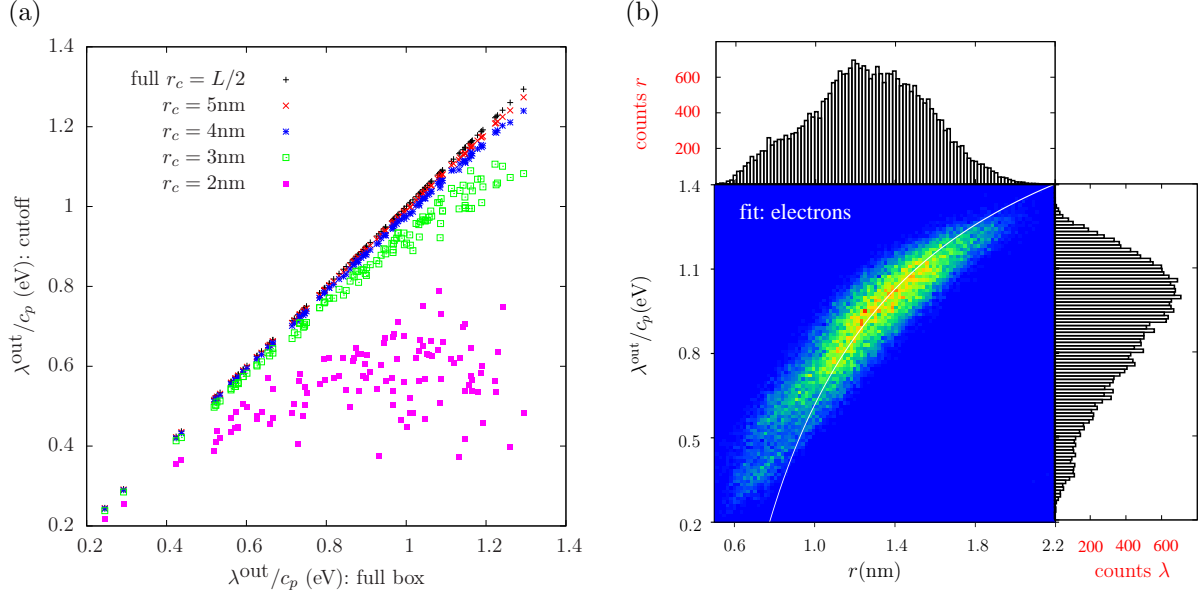 (a)
1.4
1.2
1
0.8
0.6
0.4
0.2
λ^out/c_p (eV): cutoff
full r_c = L/2
r_c = 5nm
r_c = 4nm
r_c = 3nm
r_c = 2nm
0.2 0.4 0.6 0.8 1 1.2 1.4
λ^out/c_p (eV): full box
(b)
counts r
600
400
200
fit: electrons
1.4
1.1
0.8
0.5
0.2
λ^out/c_p(eV)
0.6 1.0 1.4 1.8 2.2
r(nm)
200 400 600
counts λ